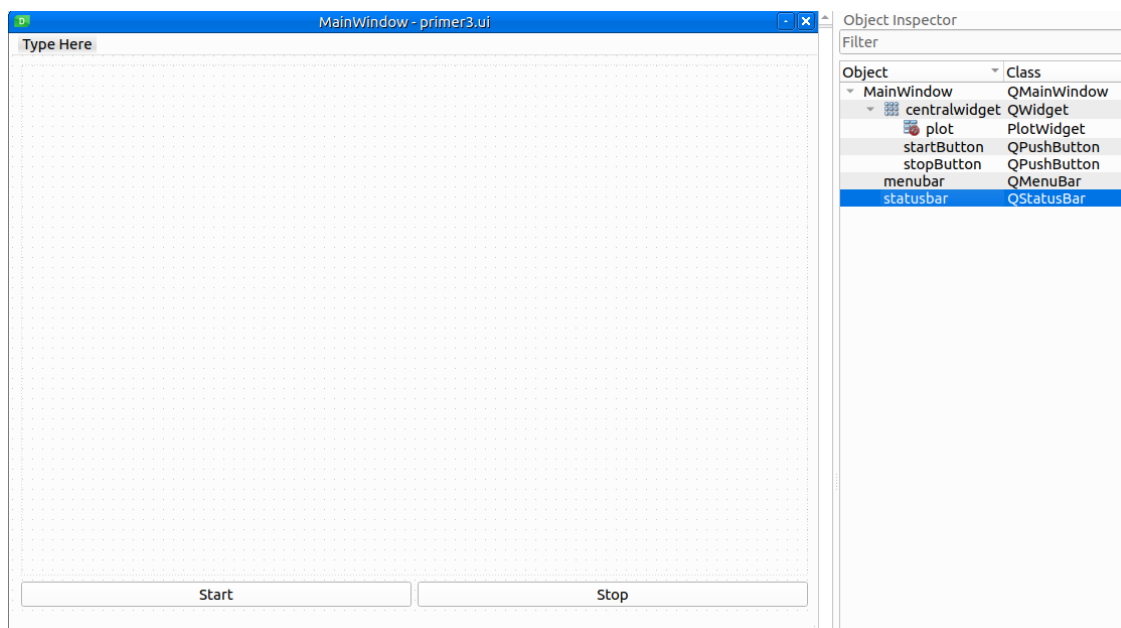 MainWindow - primer3.ui
Type Here
Start
Stop
Object Inspector
Filter
Object Class
MainWindow QMainWindow
centralwidget QWidget
plot PlotWidget
startButton QPushButton
stopButton QPushButton
menubar QMenuBar
statusbar QStatusBar